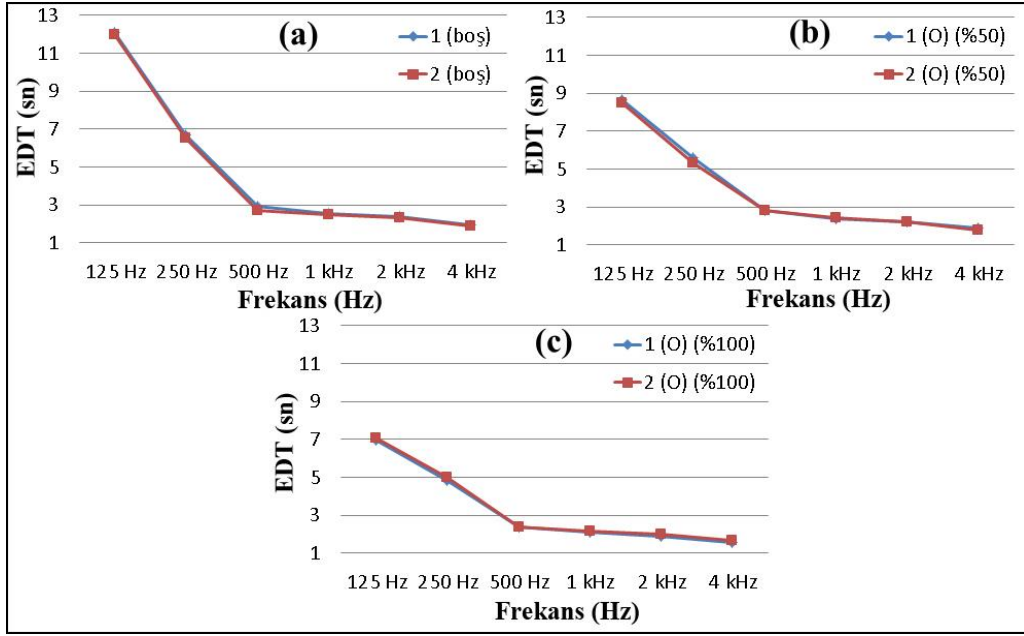 (a)
1 (boş)
2 (boş)
EDT (sn)
13
11
9
7
5
3
1
125 Hz 250 Hz 500 Hz 1 kHz 2 kHz 4 kHz
Frekans (Hz)
(b)
1 (O) (%50)
2 (O) (%50)
EDT (sn)
13
11
9
7
5
3
1
125 Hz 250 Hz 500 Hz 1 kHz 2 kHz 4 kHz
Frekans (Hz)
(c)
1 (O) (%100)
2 (O) (%100)
EDT (sn)
13
11
9
7
5
3
1
125 Hz 250 Hz 500 Hz 1 kHz 2 kHz 4 kHz
Frekans (Hz)